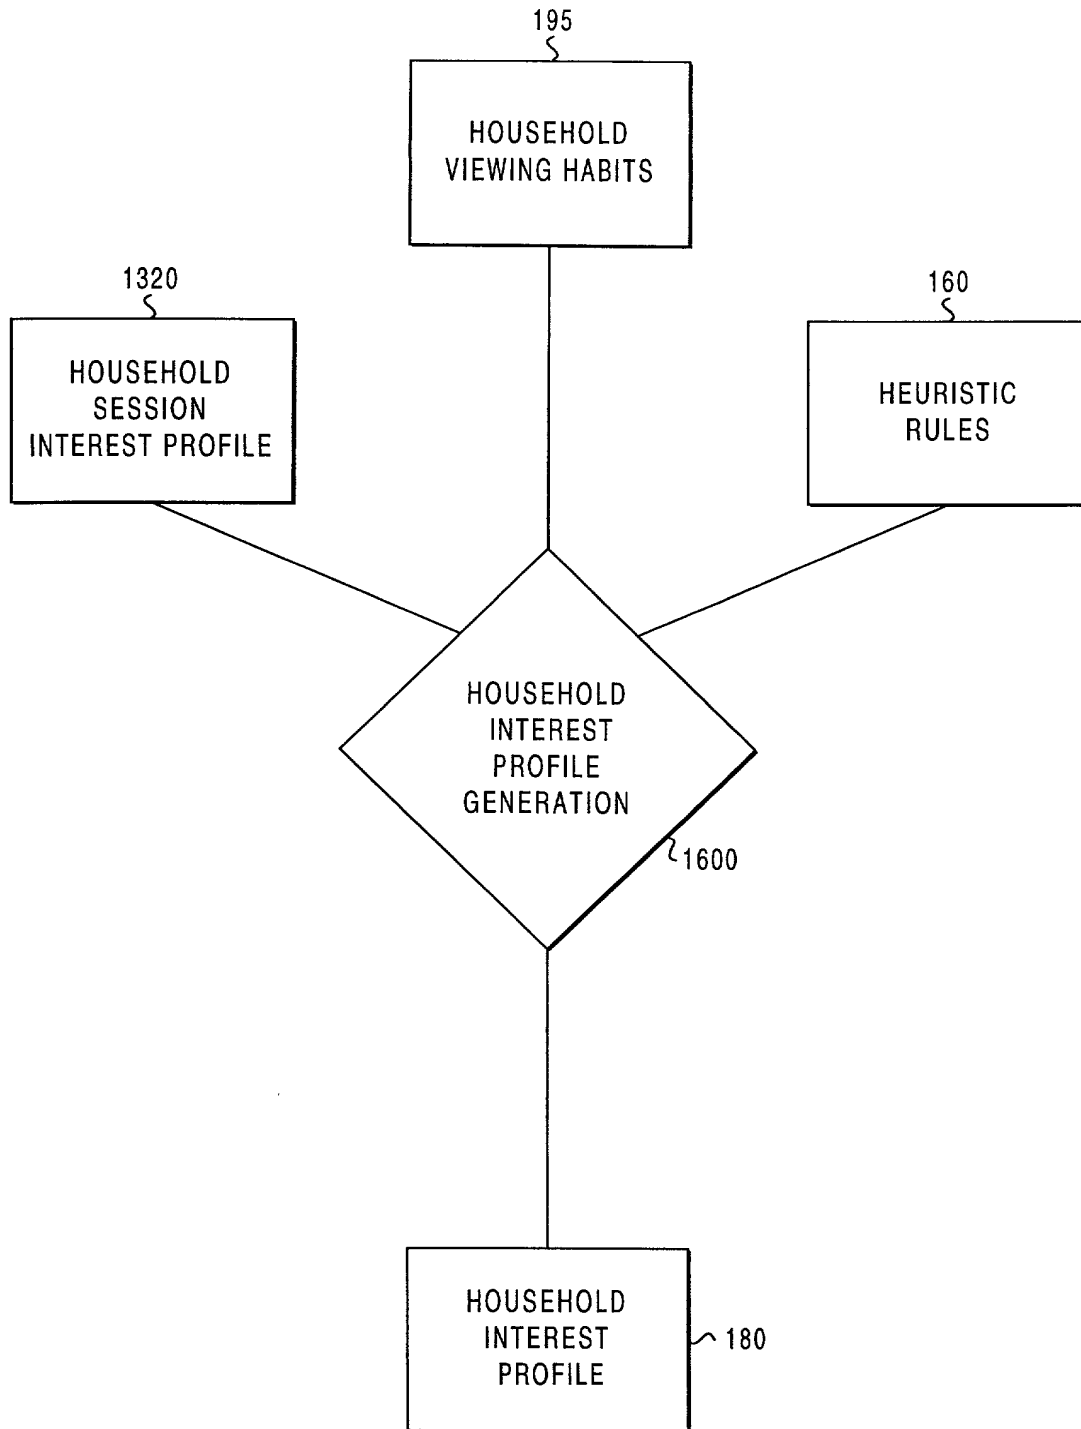 195
HOUSEHOLD
VIEWING HABITS
1320
HOUSEHOLD
SESSION
INTEREST PROFILE
160
HEURISTIC
RULES
HOUSEHOLD
INTEREST
PROFILE
GENERATION
1600
HOUSEHOLD
INTEREST
PROFILE
180